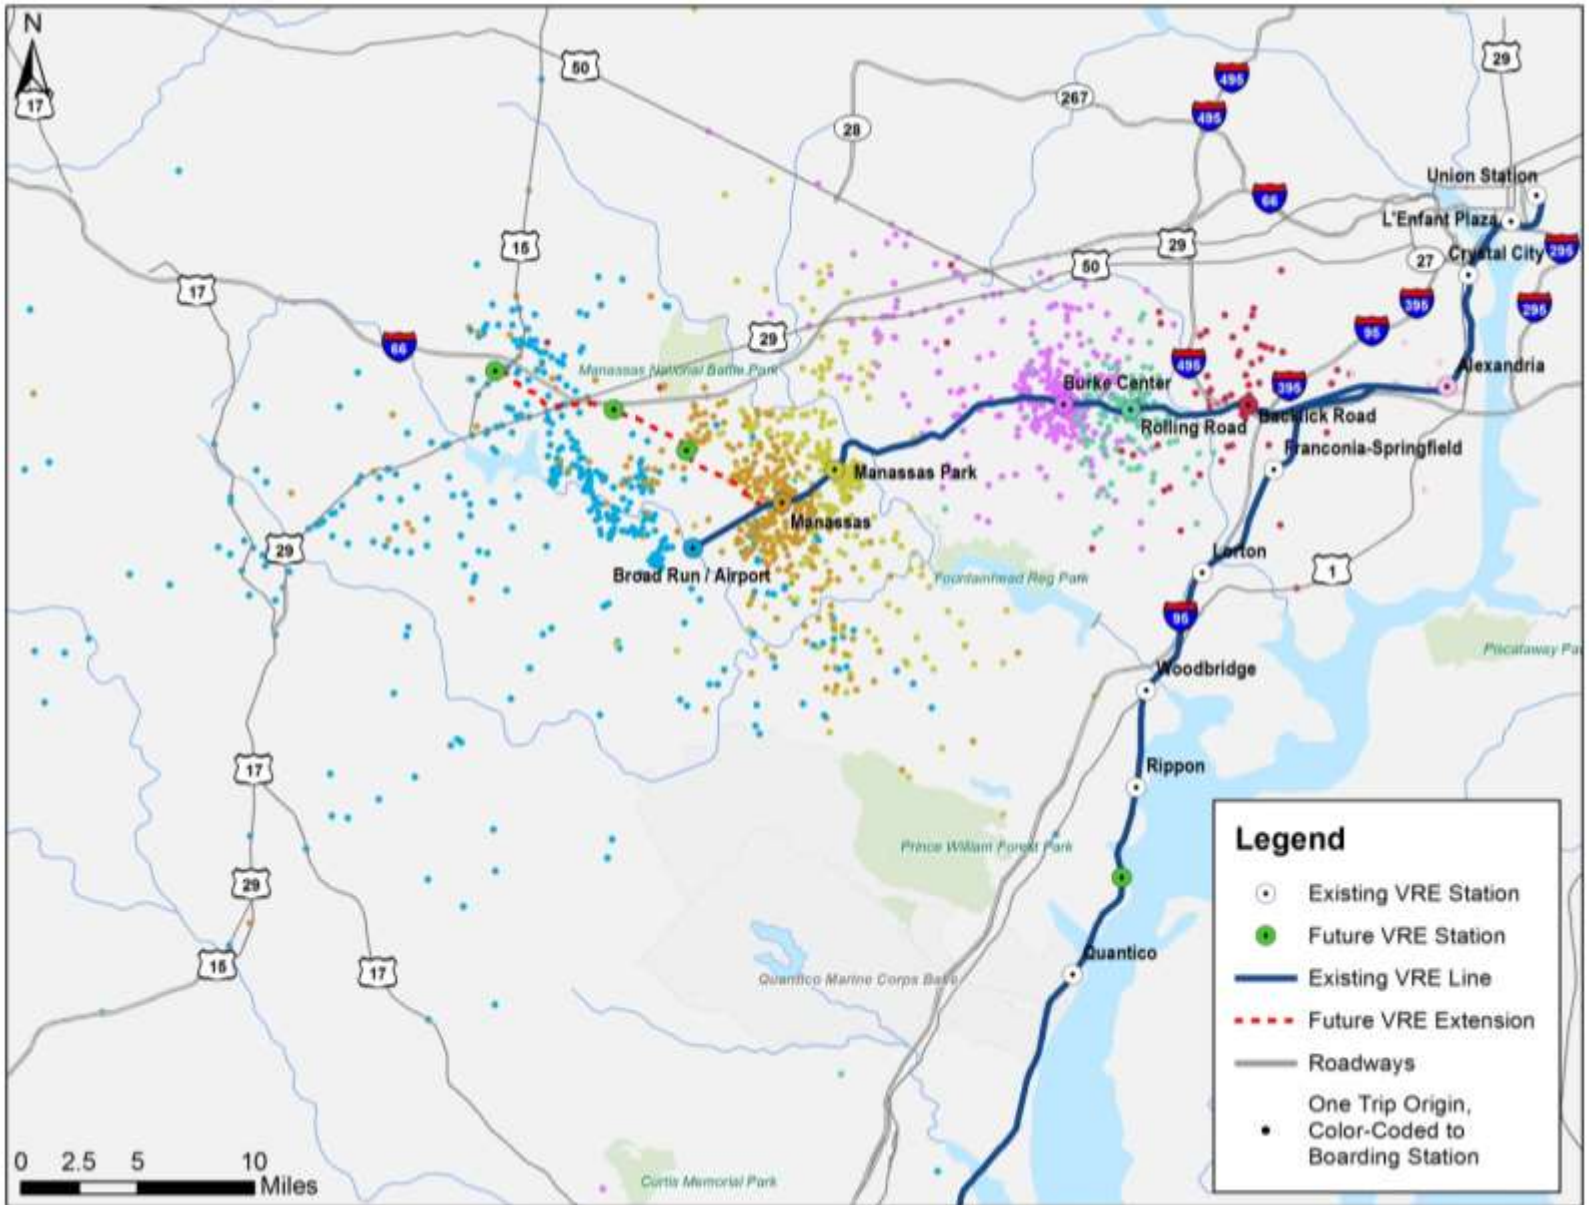 N
17
50
495
29
267
495
28
66
Union Station
L'Enfant Plaza
15
29
27
Crystal City
295
50
17
395
295
95
29
66
495
Manassas National Battle Park
Alexandria
395
Burke Center
Rolling Road
Backlick Road
Franconia-Springfield
Manassas Park
Manassas
29
Lorton
Broad Run / Airport
Fountainhead Reg Park
1
95
Piscataway Pa
Woodbridge
17
Rippon
Prince William Forest Park
29
Quantico
15
17
Quantico Marine Corps Base
Curtis Memorial Park
0 2.5 5 10
Miles
Legend
Existing VRE Station
Future VRE Station
Existing VRE Line
Future VRE Extension
Roadways
One Trip Origin,
Color-Coded to
Boarding Station